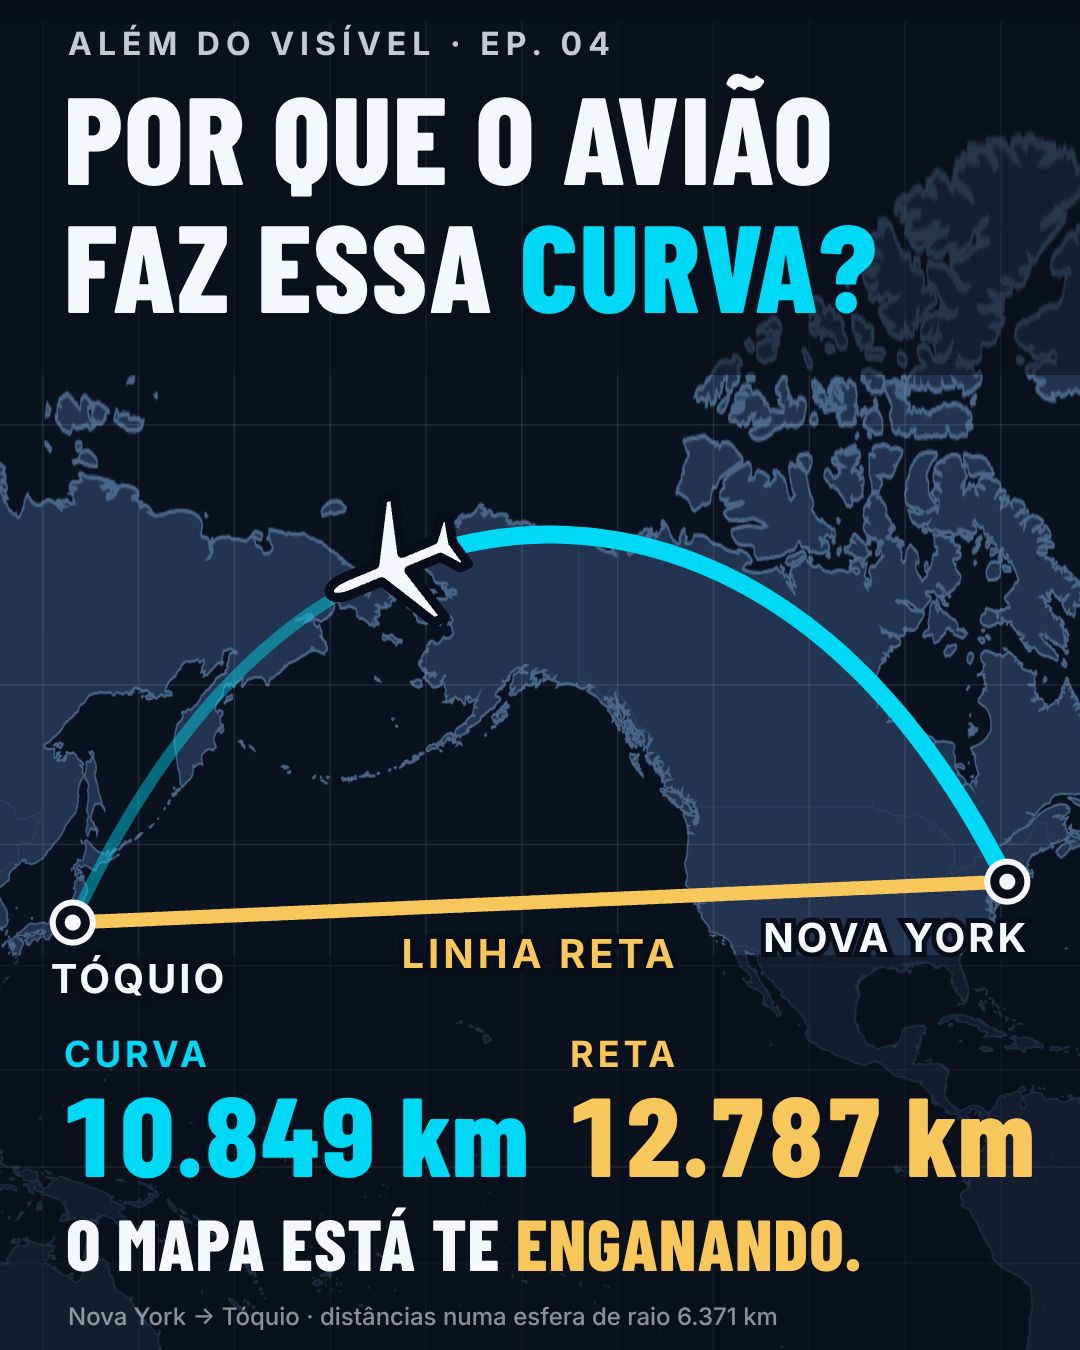 ALÉM DO VISÍVEL · EP. 04
POR QUE O AVIÃO
FAZ ESSA CURVA?
TÓQUIO
LINHA RETA
NOVA YORK
CURVA
10.849 km
RETA
12.787 km
O MAPA ESTÁ TE ENGANANDO.
Nova York → Tóquio · distâncias numa esfera de raio 6.371 km